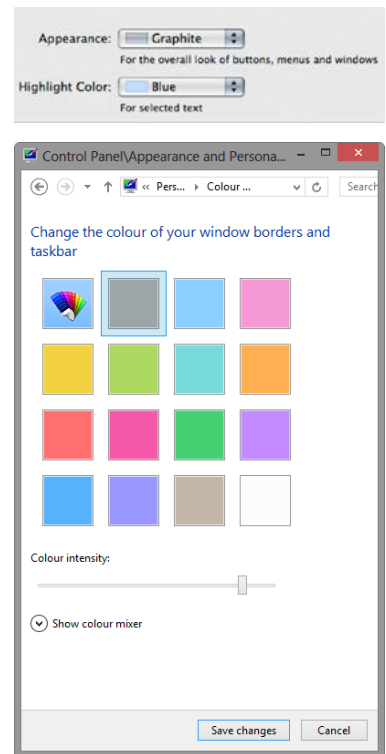 Appearance: Graphite
For the overall look of buttons, menus and windows
Highlight Color: Blue
For selected text
Control Panel\Appearance and Persona...
« Pers... Colour ... Search
Change the colour of your window borders and
taskbar
Colour intensity:
Show colour mixer
Save changes Cancel